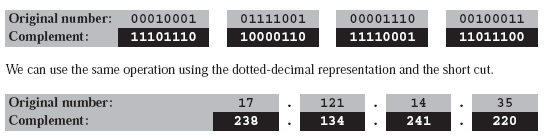 Original number: 00010001 01111001 00001110 00100011
Complement: 11101110 10000110 11110001 11011100
We can use the same operation using the dotted-decimal representation and the short cut.
Original number: 17 . 121 . 14 . 35
Complement: 238 . 134 . 241 . 220